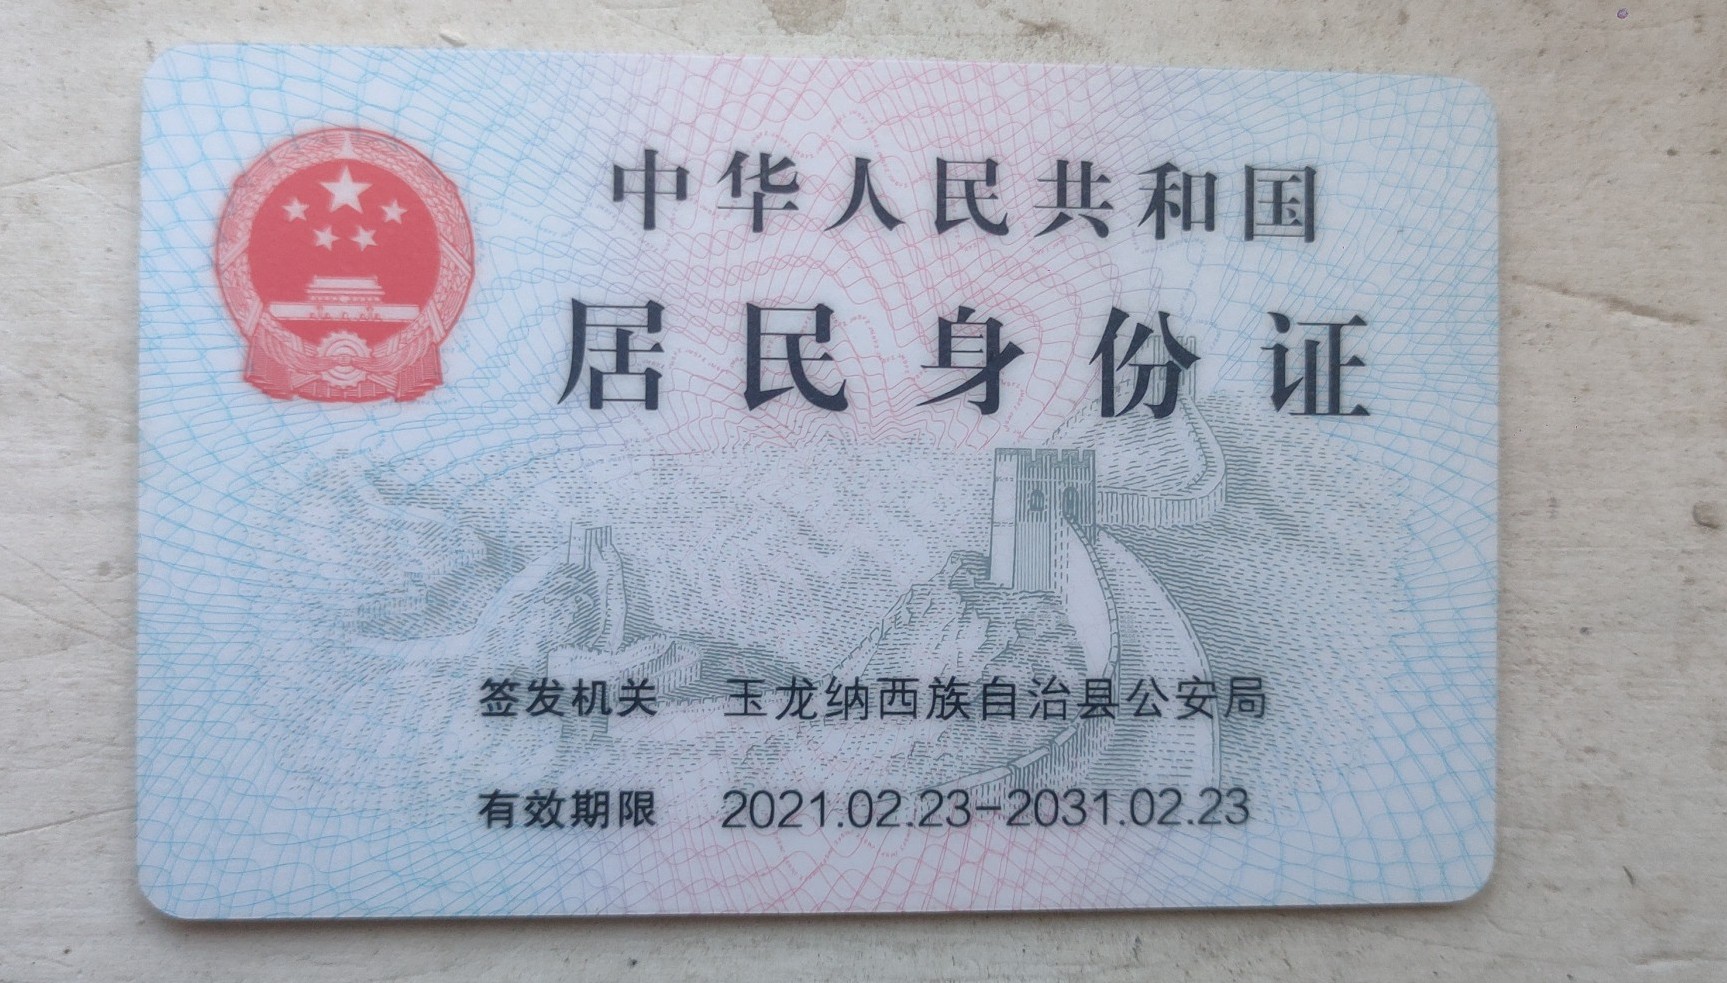 中华人民共和国
居民身份证
签发机关 玉龙纳西族自治县公安局
有效期限 2021.02.23-2031.02.23